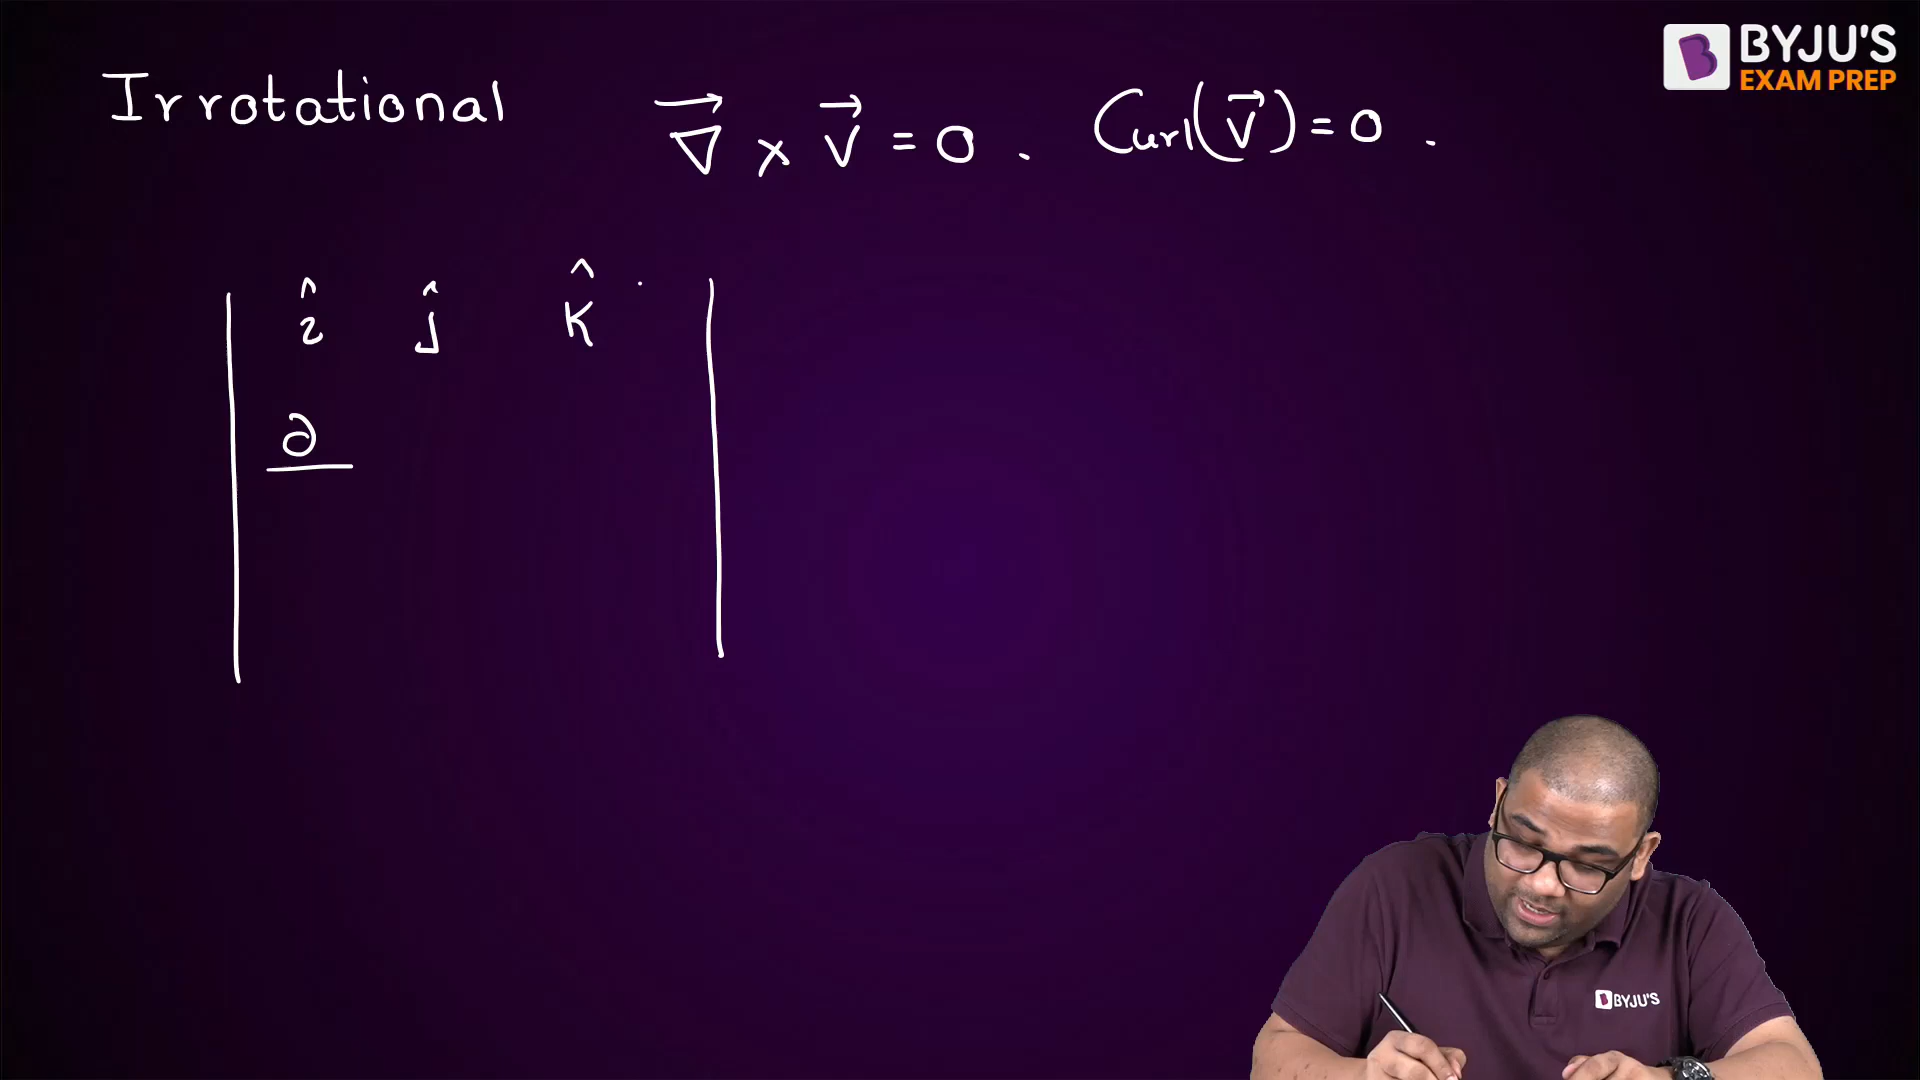 BYJU'S
EXAM PREP
Irrotational ∇⃗ × V⃗ = 0 . Curl(V⃗) = 0 .
î ĵ k̂
∂
BYJU'S